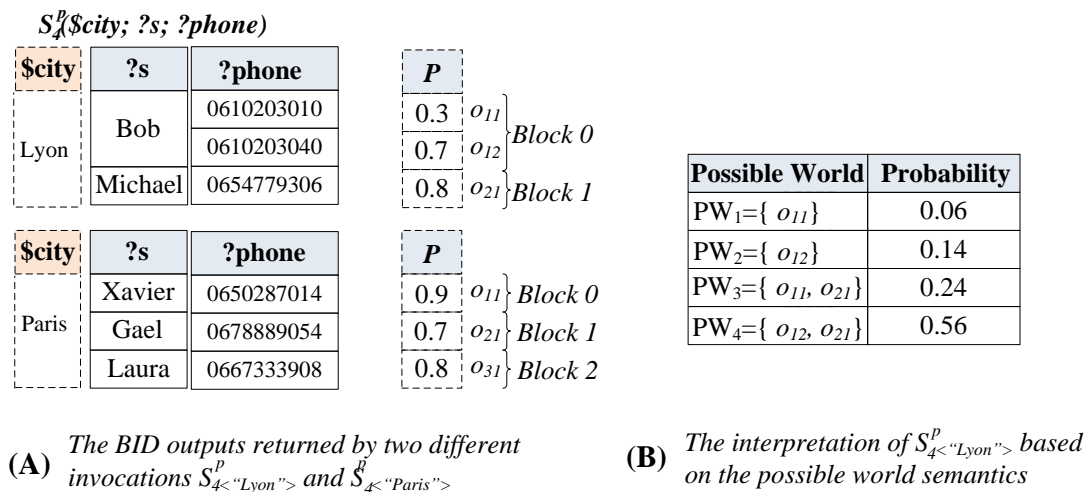 S4p($city; ?s; ?phone)
$city ?s ?phone P
Lyon Bob 0610203010 0.3 o11 Block 0
0610203040 0.7 o12
Michael 0654779306 0.8 o21 Block 1
$city ?s ?phone P
Paris Xavier 0650287014 0.9 o11 Block 0
Gael 0678889054 0.7 o21 Block 1
Laura 0667333908 0.8 o31 Block 2
(A) The BID outputs returned by two different
invocations S4<“Lyon”>p and S4<“Paris”>p
Possible World Probability
PW1={ o11} 0.06
PW2={ o12} 0.14
PW3={ o11, o21} 0.24
PW4={ o12, o21} 0.56
(B) The interpretation of S4<“Lyon”>p based
on the possible world semantics